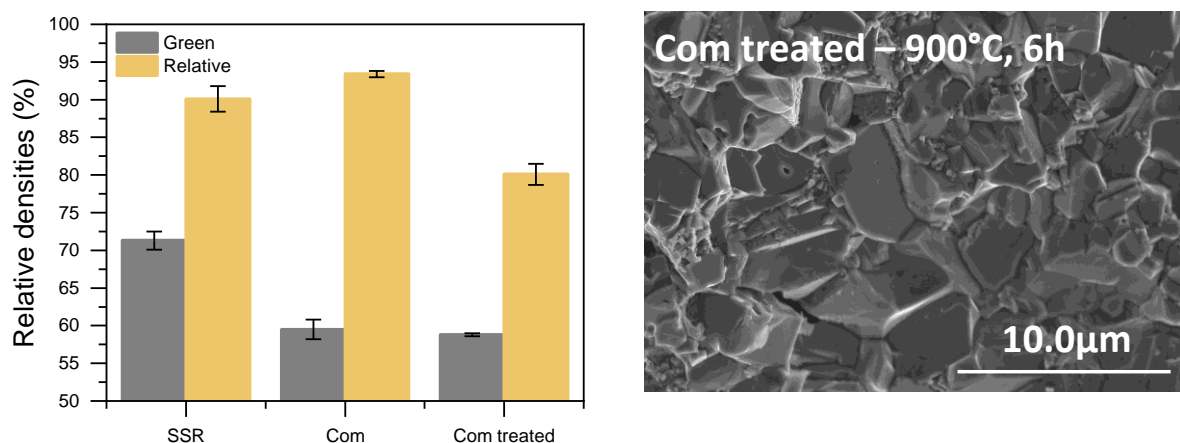 Relative densities (%)
100
95
90
85
80
75
70
65
60
55
50
Green
Relative
SSR
Com
Com treated
Com treated – 900°C, 6h
10.0µm